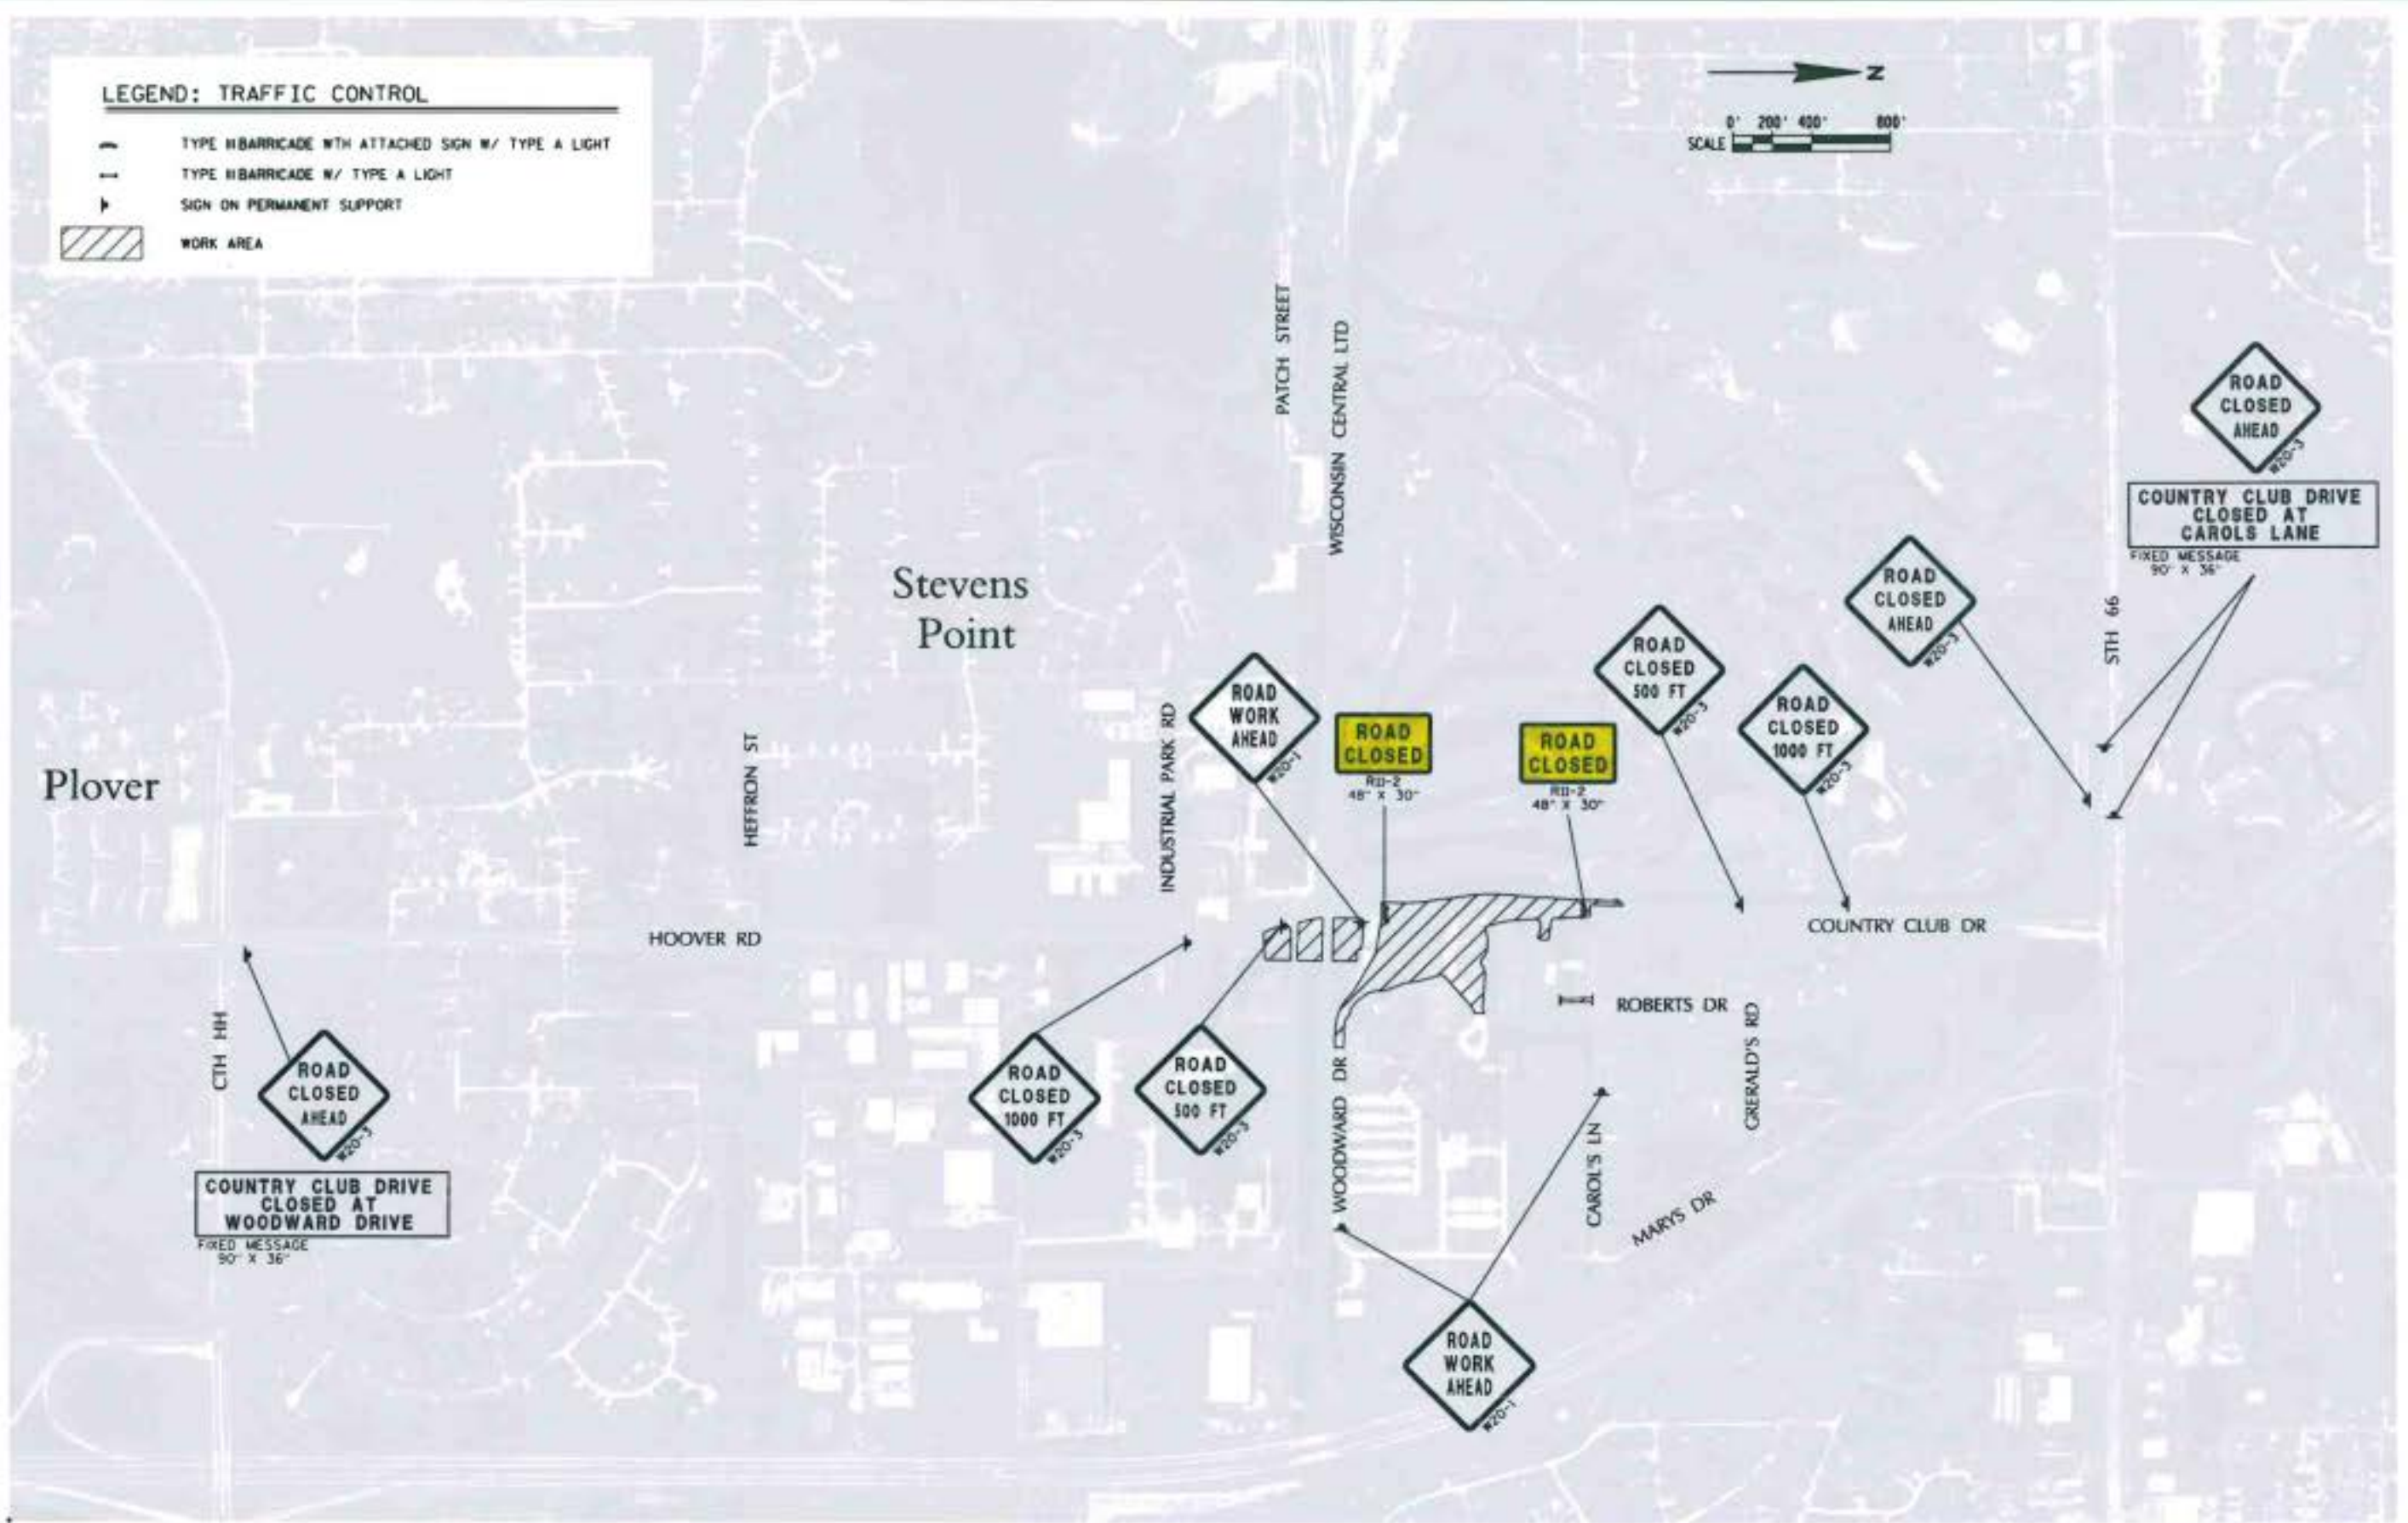 LEGEND: TRAFFIC CONTROL
TYPE III BARRICADE WTH ATTACHED SIGN W/ TYPE A LIGHT
TYPE III BARRICADE W/ TYPE A LIGHT
SIGN ON PERMANENT SUPPORT
WORK AREA
N
0' 200' 400' 800'
SCALE
PATCH STREET
WISCONSIN CENTRAL LTD
ROAD
CLOSED
AHEAD
W20-3
COUNTRY CLUB DRIVE
CLOSED AT
CAROLS LANE
FIXED MESSAGE
90" X 36"
STH 66
Stevens
Point
ROAD
CLOSED
AHEAD
W20-3
ROAD
CLOSED
500 FT
W20-3
ROAD
CLOSED
1000 FT
W20-3
ROAD
WORK
AHEAD
W20-1
ROAD
CLOSED
R11-2
48" X 30"
ROAD
CLOSED
R11-2
48" X 30"
INDUSTRIAL PARK RD
HEFFRON ST
Plover
HOOVER RD
COUNTRY CLUB DR
ROBERTS DR
GRERALD'S RD
CTH HH
ROAD
CLOSED
AHEAD
W20-3
COUNTRY CLUB DRIVE
CLOSED AT
WOODWARD DRIVE
FIXED MESSAGE
90" X 36"
ROAD
CLOSED
1000 FT
W20-3
ROAD
CLOSED
500 FT
W20-3
WOODWARD DR
CAROL'S LN
MARYS DR
ROAD
WORK
AHEAD
W20-1